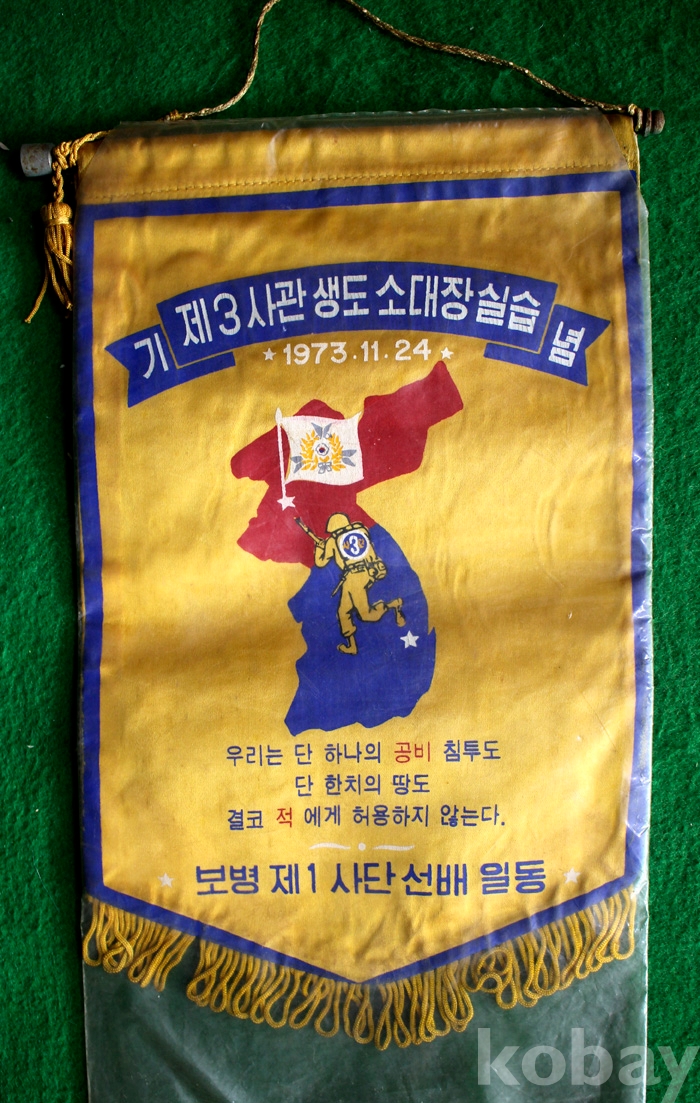 기 제3사관생도소대장실습 념
★1973.11.24★
3
우리는 단 하나의 공비 침투도
단 한치의 땅도
결코 적 에게 허용하지 않는다.
보병 제1 사단 선배 일동
kobay